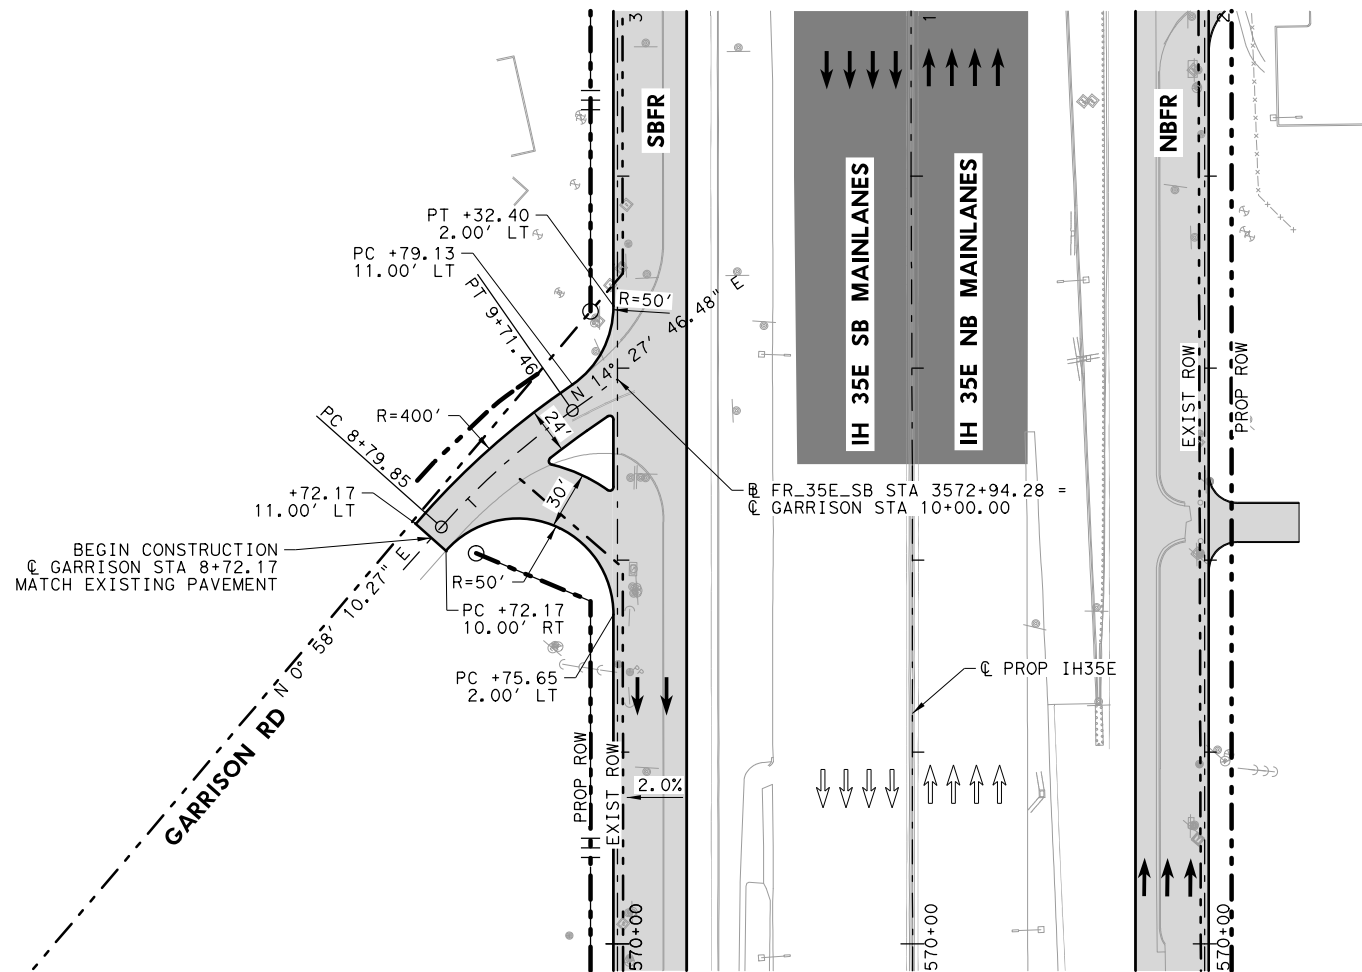 3
1
2
SBFR
NBFR
IH 35E SB MAINLANES
IH 35E NB MAINLANES
PT +32.40
2.00' LT
PC +79.13
11.00' LT
PT 9+71.46
R=50'
N 14° 27' 46.48" E
EXIST ROW
PROP ROW
R=400'
24'
PC 8+79.85
+72.17
11.00' LT
T
30'
B FR_35E_SB STA 3572+94.28 =
℄ GARRISON STA 10+00.00
BEGIN CONSTRUCTION
℄ GARRISON STA 8+72.17
MATCH EXISTING PAVEMENT
N 0° 58' 10.27" E
R=50'
PC +72.17
10.00' RT
PC +75.65
2.00' LT
℄ PROP IH35E
GARRISON RD
PROP ROW
EXIST ROW
2.0%
570+00
570+00
570+00